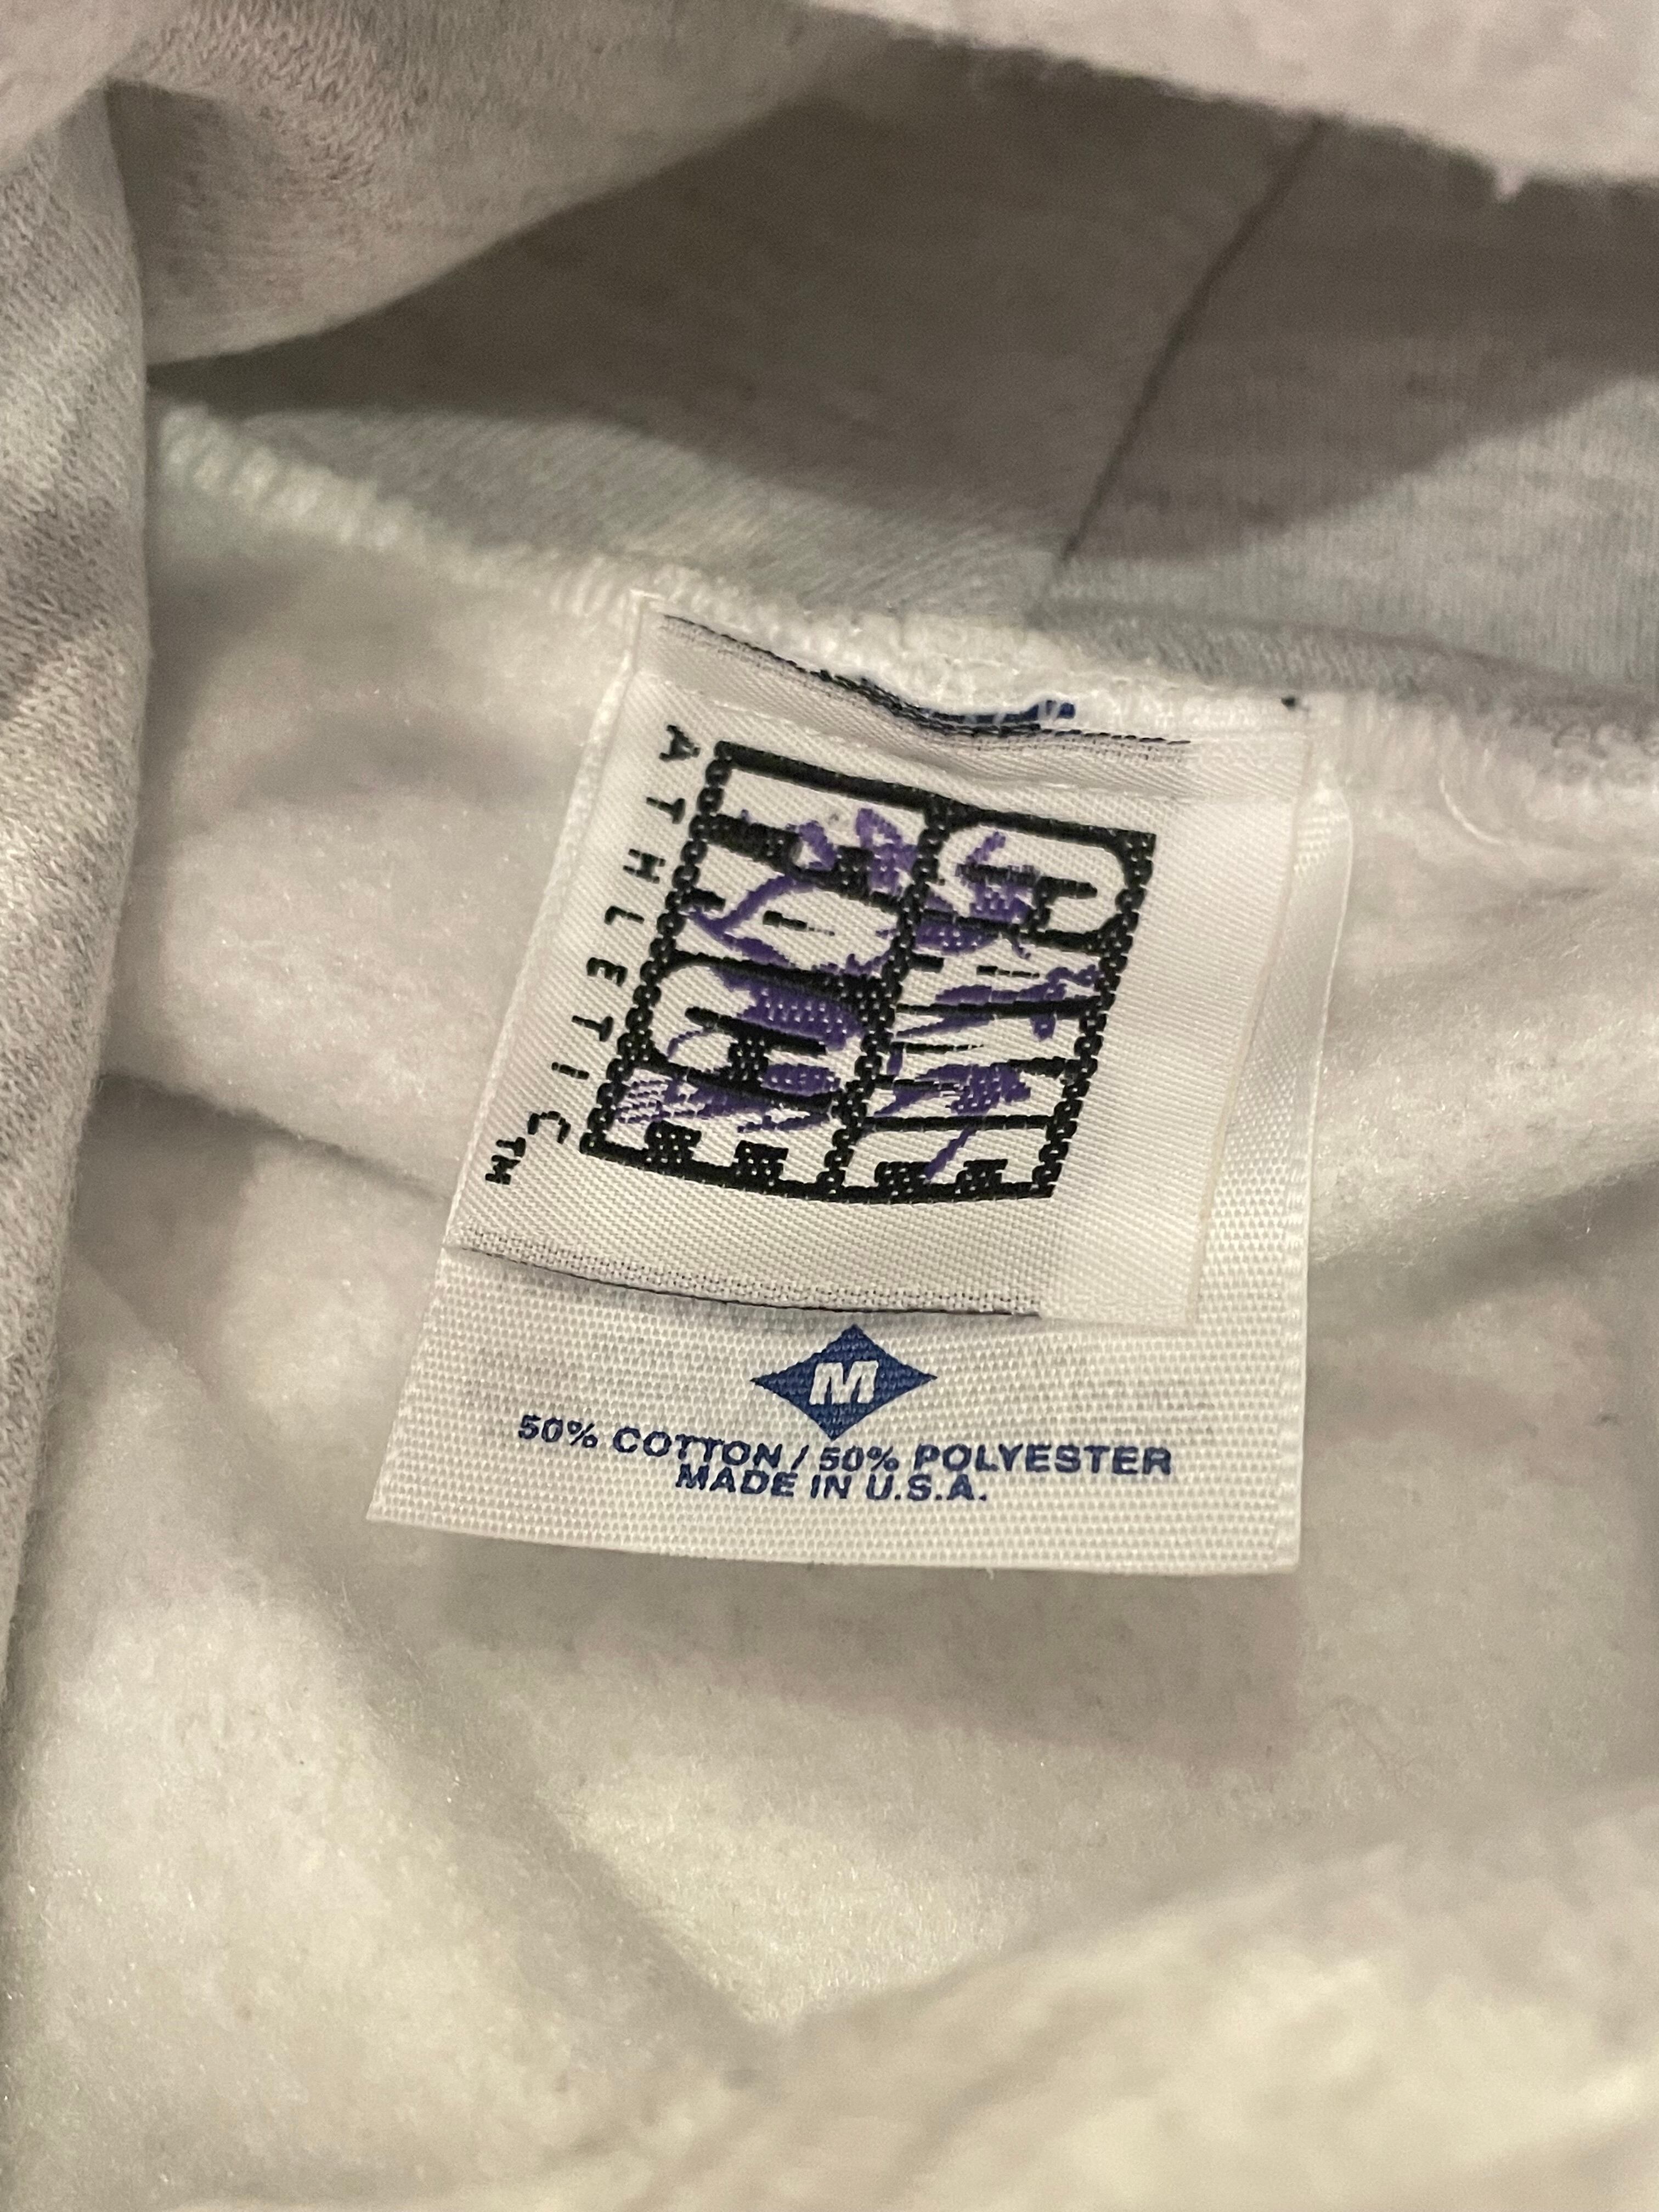 ATHLETIC TM
M
50% COTTON / 50% POLYESTER
MADE IN U.S.A.